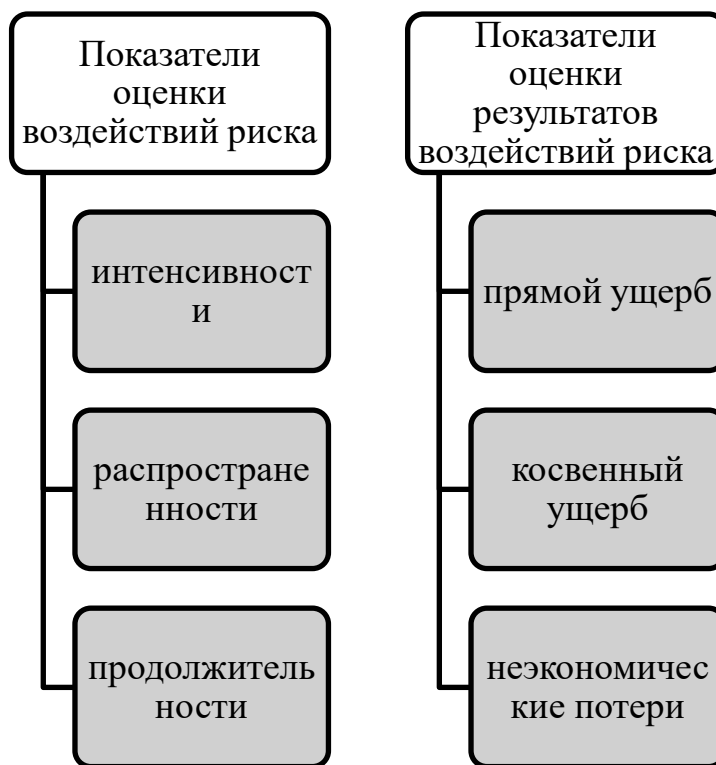 Показатели
оценки
воздействий риска
интенсивност
и
распростране
нности
продолжитель
ности
Показатели
оценки
результатов
воздействий риска
прямой ущерб
косвенный
ущерб
неэкономичес
кие потери